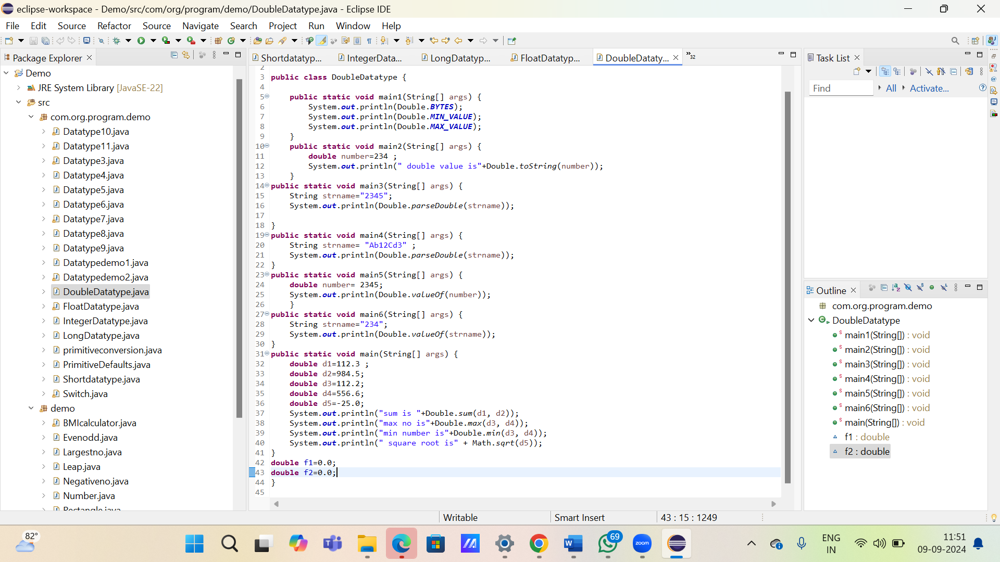 eclipse-workspace - Demo/src/com/org/program/demo/DoubleDatatype.java - Eclipse IDE
File Edit Source Refactor Source Navigate Search Project Run Window Help
Package Explorer
Demo
JRE System Library [JavaSE-22]
src
com.org.program.demo
Datatype10.java
Datatype11.java
Datatype3.java
Datatype4.java
Datatype5.java
Datatype6.java
Datatype7.java
Datatype8.java
Datatype9.java
Datatypedemo1.java
Datatypedemo2.java
DoubleDatatype.java
FloatDatatype.java
IntegerDatatype.java
LongDatatype.java
primitiveconversion.java
PrimitiveDefaults.java
Shortdatatype.java
Switch.java
demo
BMIcalculator.java
Evenodd.java
Largestno.java
Leap.java
Negativeno.java
Number.java
Rectangle.java
Shortdatatyp... IntegerData... LongDatatyp... FloatDatatyp... DoubleDataty... »32
2
3 public class DoubleDatatype {
4
5 public static void main1(String[] args) {
6 System.out.println(Double.BYTES);
7 System.out.println(Double.MIN_VALUE);
8 System.out.println(Double.MAX_VALUE);
9 }
10 public static void main2(String[] args) {
11 double number=234 ;
12 System.out.println(" double value is"+Double.toString(number));
13 }
14 public static void main3(String[] args) {
15 String strname="2345";
16 System.out.println(Double.parseDouble(strname));
17
18 }
19 public static void main4(String[] args) {
20 String strname= "Ab12Cd3" ;
21 System.out.println(Double.parseDouble(strname));
22 }
23 public static void main5(String[] args) {
24 double number= 2345;
25 System.out.println(Double.valueOf(number));
26 }
27 public static void main6(String[] args) {
28 String strname="234";
29 System.out.println(Double.valueOf(strname));
30 }
31 public static void main(String[] args) {
32 double d1=112.3 ;
33 double d2=984.5;
34 double d3=112.2;
35 double d4=556.6;
36 double d5=-25.0;
37 System.out.println("sum is "+Double.sum(d1, d2));
38 System.out.println("max no is"+Double.max(d3, d4));
39 System.out.println("min number is"+Double.min(d3, d4));
40 System.out.println(" square root is" + Math.sqrt(d5));
41 }
42 double f1=0.0;
43 double f2=0.0;
44 }
45
Task List
Find All Activate...
Outline
com.org.program.demo
DoubleDatatype
main1(String[]) : void
main2(String[]) : void
main3(String[]) : void
main4(String[]) : void
main5(String[]) : void
main6(String[]) : void
main(String[]) : void
f1 : double
f2 : double
Writable Smart Insert 43 : 15 : 1249
82°
69
zoom
ENG
IN
11:51
09-09-2024